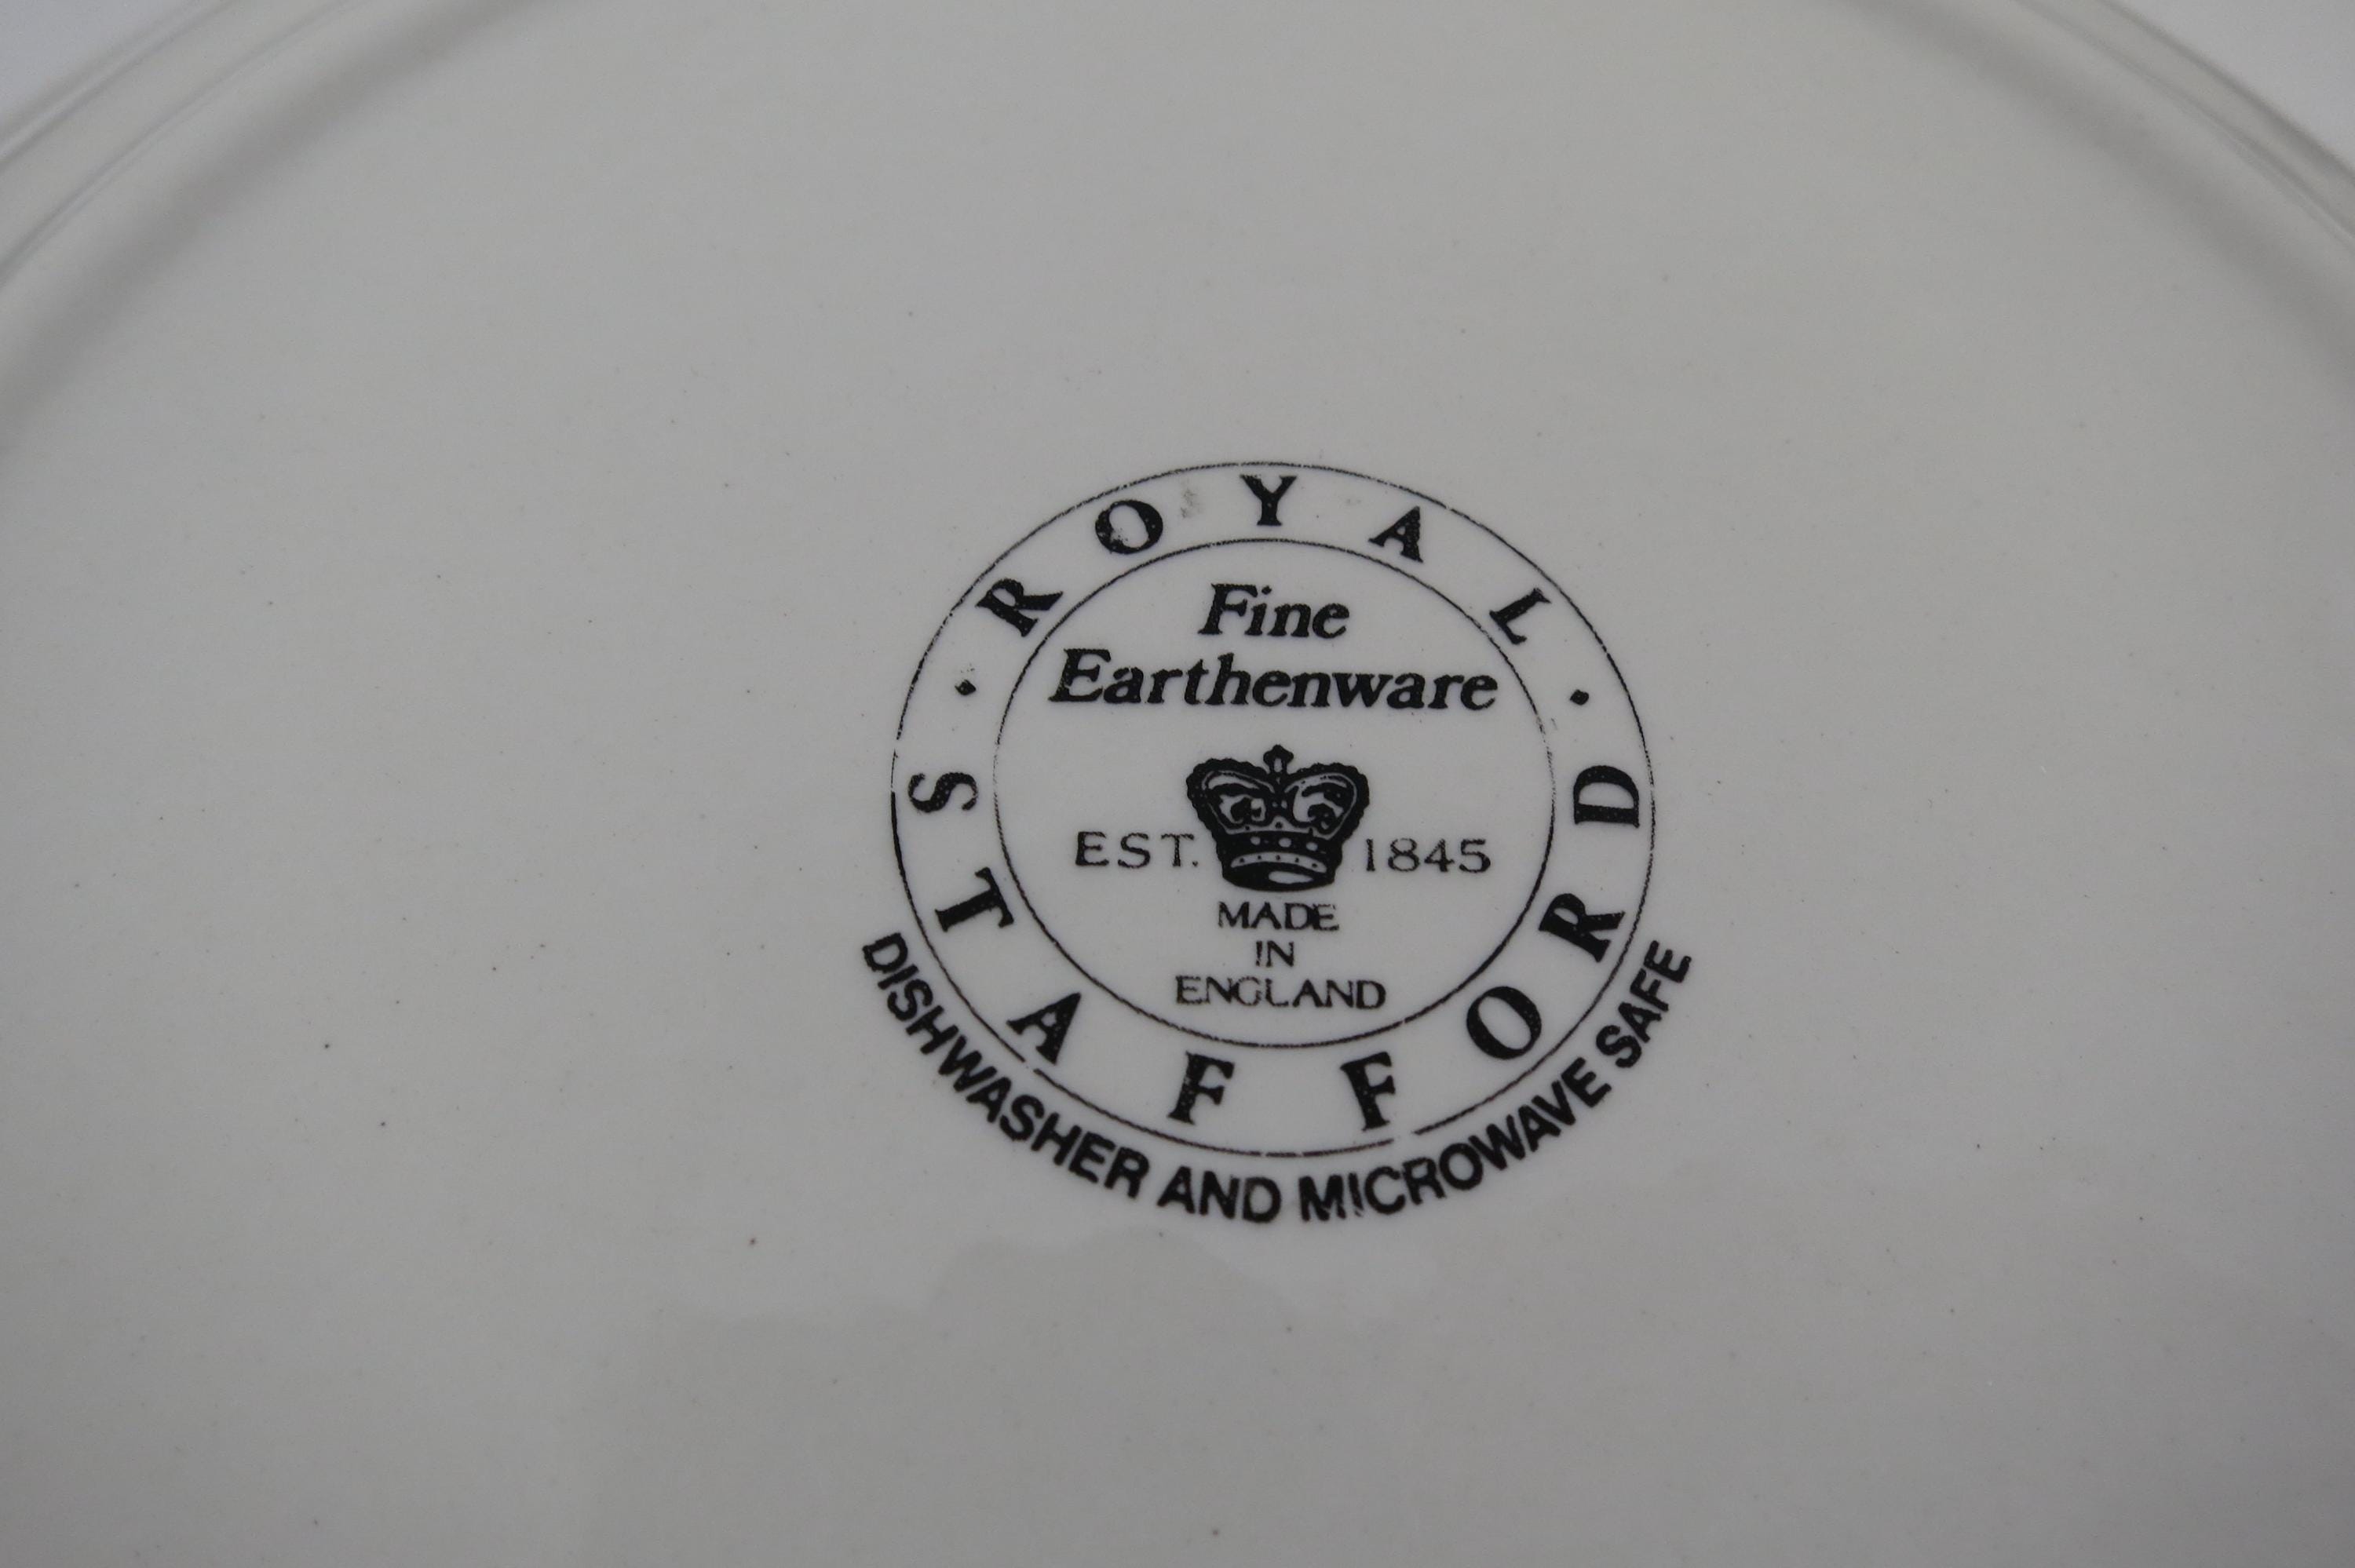 · ROYAL ·
STAFFORD
Fine
Earthenware
EST. 1845
MADE
IN
ENGLAND
DISHWASHER AND MICROWAVE SAFE